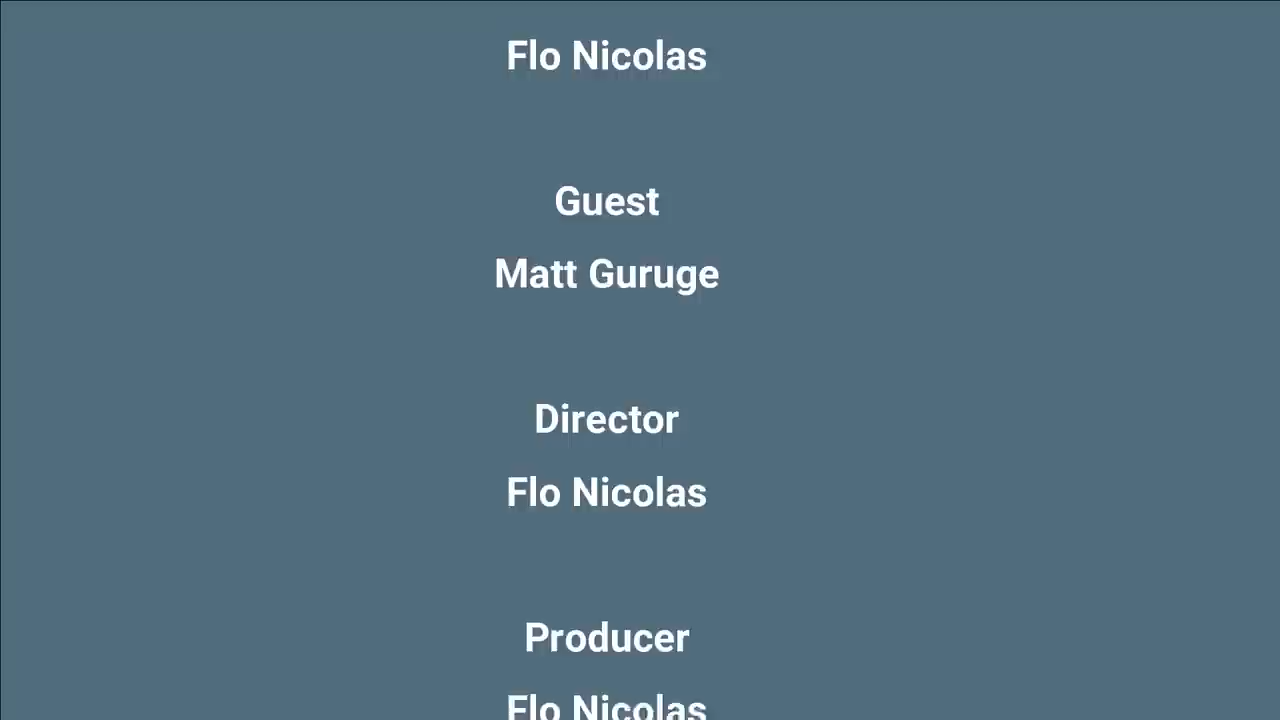 Flo Nicolas
Guest
Matt Guruge
Director
Flo Nicolas
Producer
Flo Nicolas